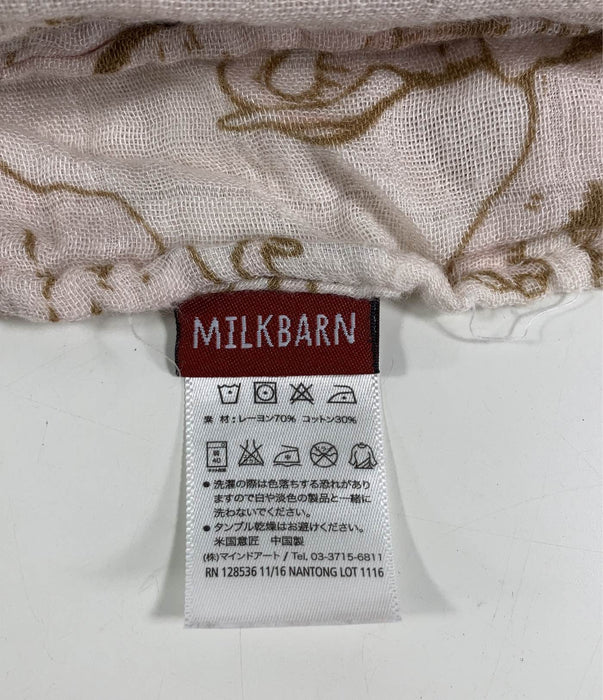 MILKBARN
素 材 : レーヨン70% コットン30%
40
中
● 洗濯の際は色落ちする恐れがあり
ますので白や淡色の製品と一緒に
洗わないでください。
● タンブル乾燥はお避けください。
米国意匠 中国製
(株)マインドアート / Tel. 03-3715-6811
RN 128536 11/16 NANTONG LOT 1116